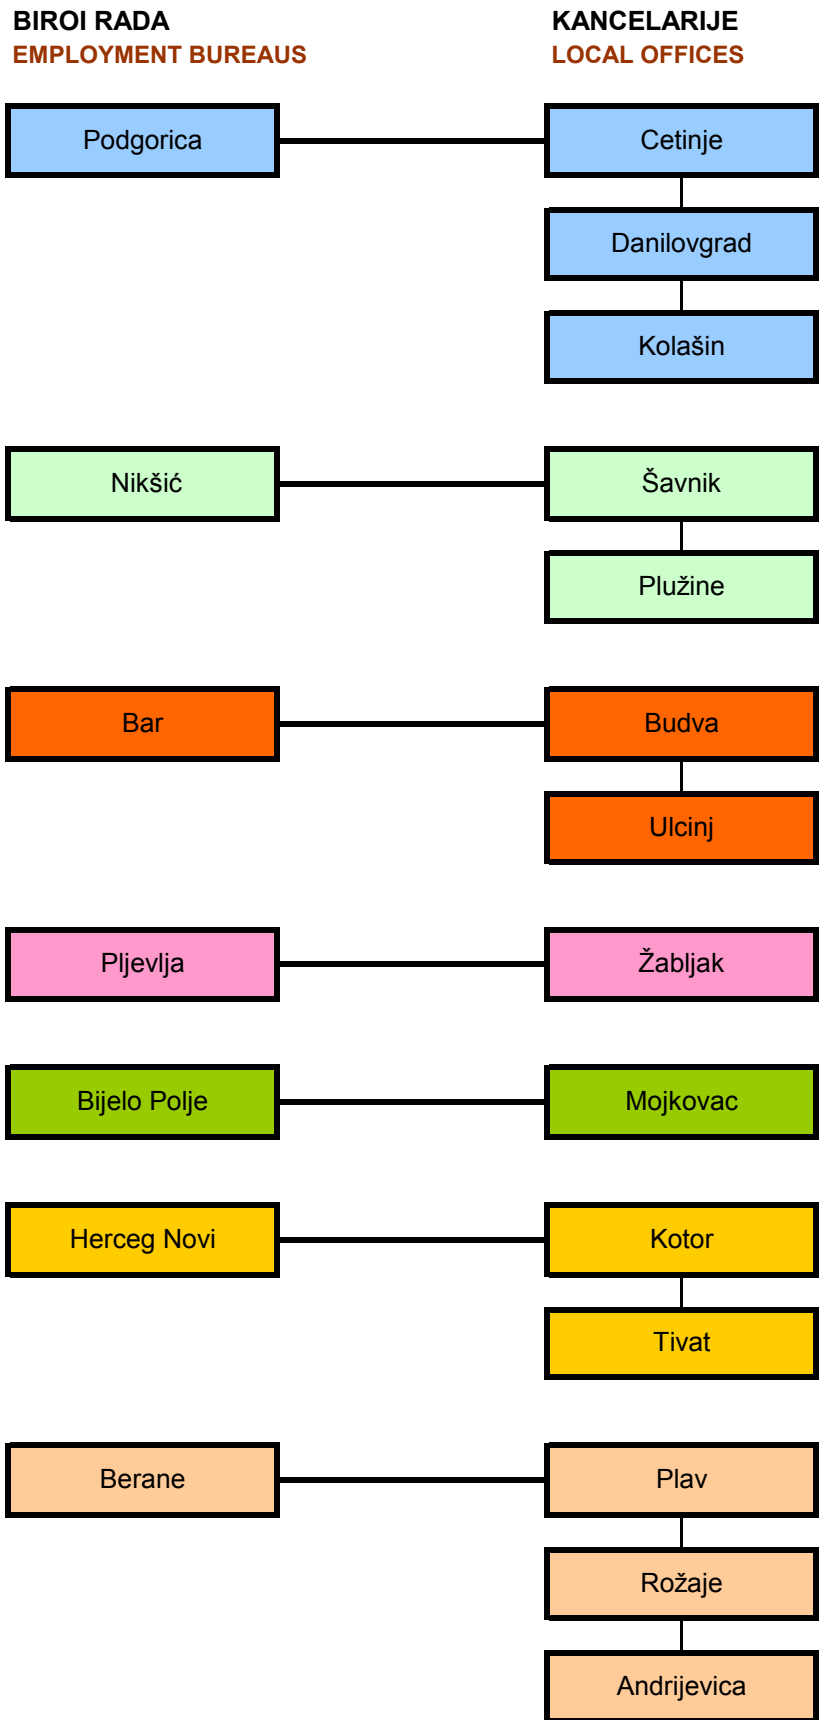 BIROI RADA
EMPLOYMENT BUREAUS
KANCELARIJE
LOCAL OFFICES
Podgorica
Cetinje
Danilovgrad
Kolašin
Nikšić
Šavnik
Plužine
Bar
Budva
Ulcinj
Pljevlja
Žabljak
Bijelo Polje
Mojkovac
Herceg Novi
Kotor
Tivat
Berane
Plav
Rožaje
Andrijevica